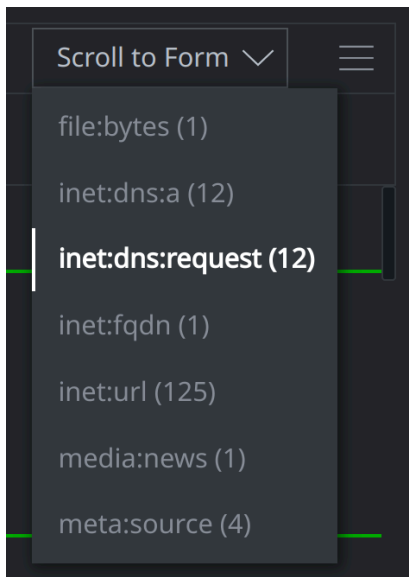 Scroll to Form
file:bytes (1)
inet:dns:a (12)
inet:dns:request (12)
inet:fqdn (1)
inet:url (125)
media:news (1)
meta:source (4)